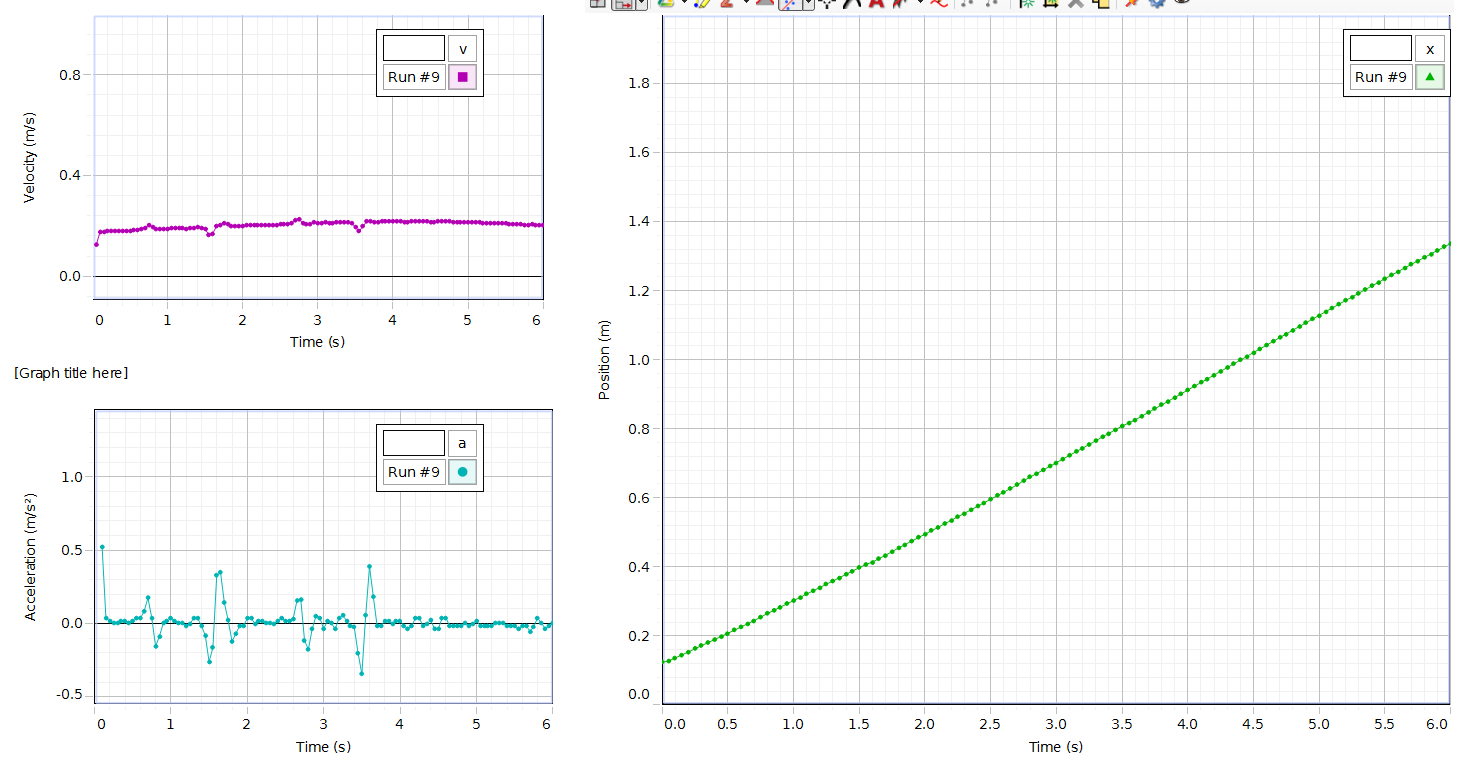 v
Run #9
0.8
0.4
0.0
Velocity (m/s)
0 1 2 3 4 5 6
Time (s)
[Graph title here]
a
Run #9
1.0
0.5
0.0
-0.5
Acceleration (m/s²)
0 1 2 3 4 5 6
Time (s)
x
Run #9
1.8
1.6
1.4
1.2
1.0
0.8
0.6
0.4
0.2
0.0
Position (m)
0.0 0.5 1.0 1.5 2.0 2.5 3.0 3.5 4.0 4.5 5.0 5.5 6.0
Time (s)